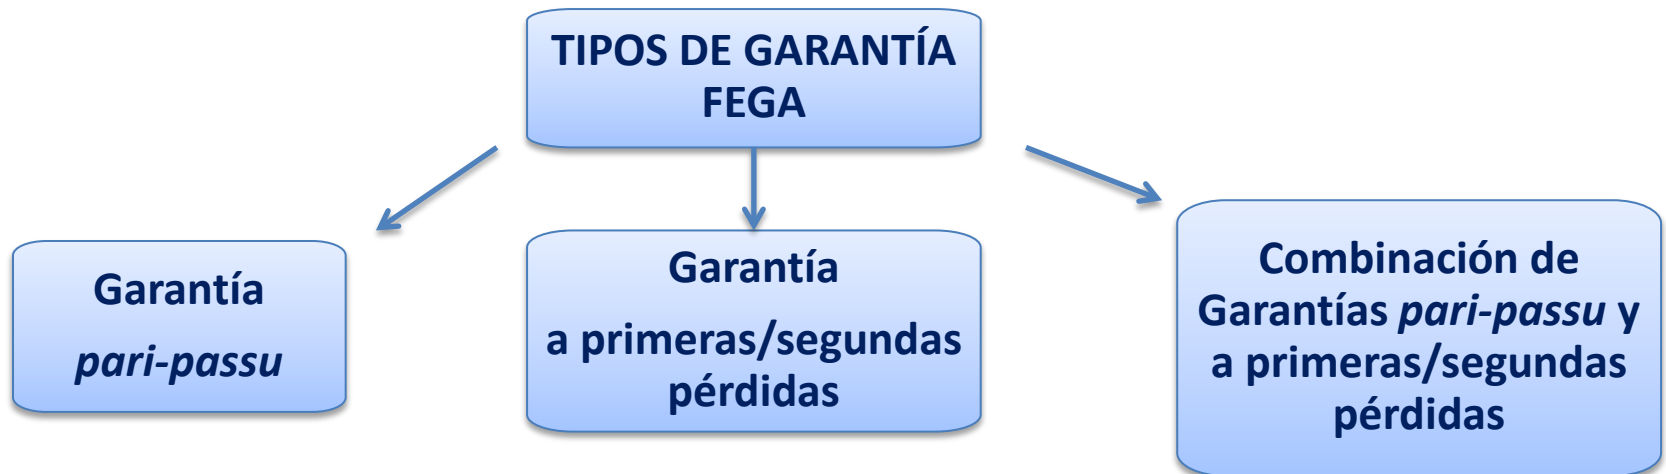 TIPOS DE GARANTÍA
FEGA
Garantía
pari-passu
Garantía
a primeras/segundas
pérdidas
Combinación de
Garantías pari-passu y
a primeras/segundas
pérdidas